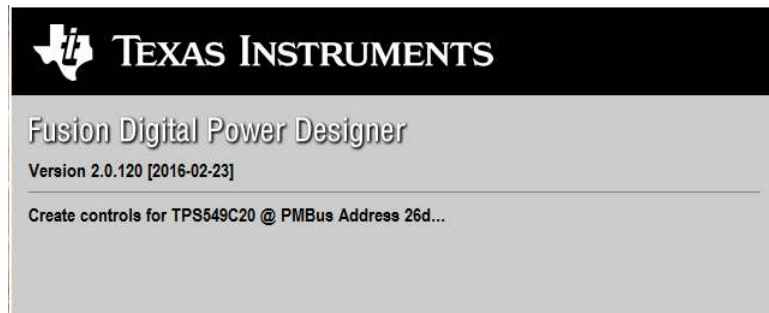 TEXAS INSTRUMENTS
Fusion Digital Power Designer
Version 2.0.120 [2016-02-23]
Create controls for TPS549C20 @ PMBus Address 26d...